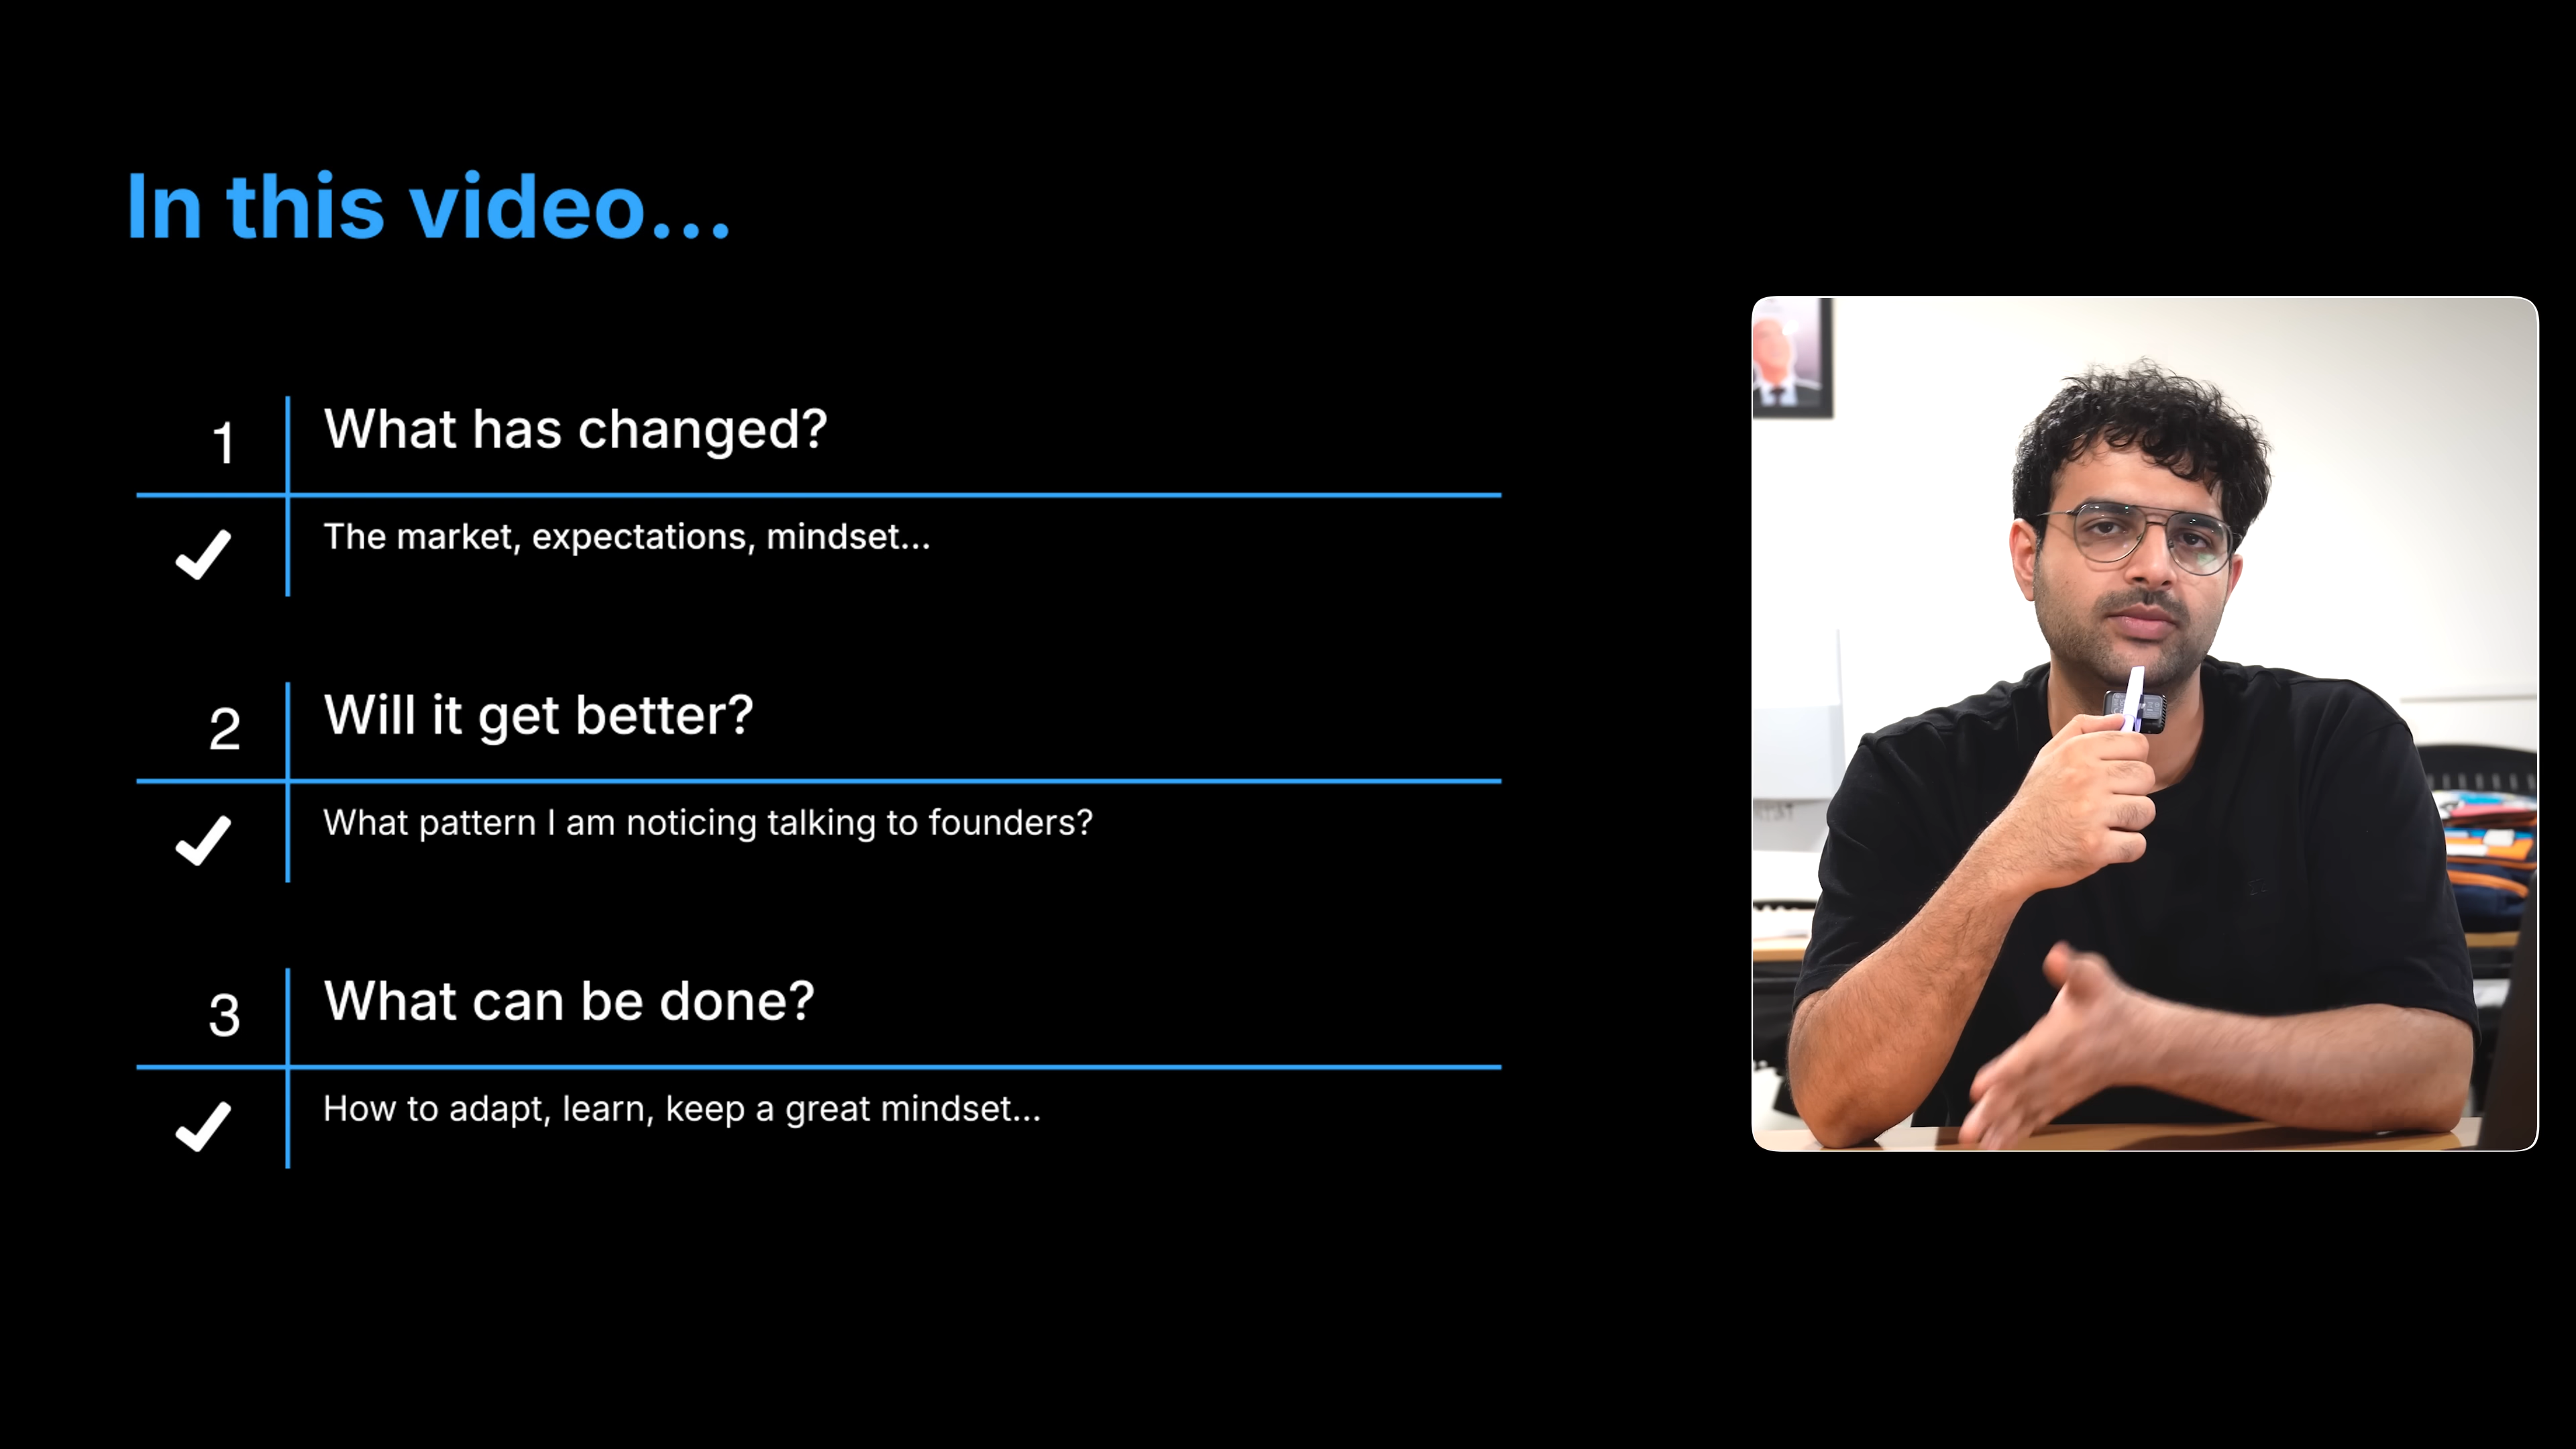 In this video...
1
What has changed?
The market, expectations, mindset...
2
Will it get better?
What pattern I am noticing talking to founders?
3
What can be done?
How to adapt, learn, keep a great mindset...